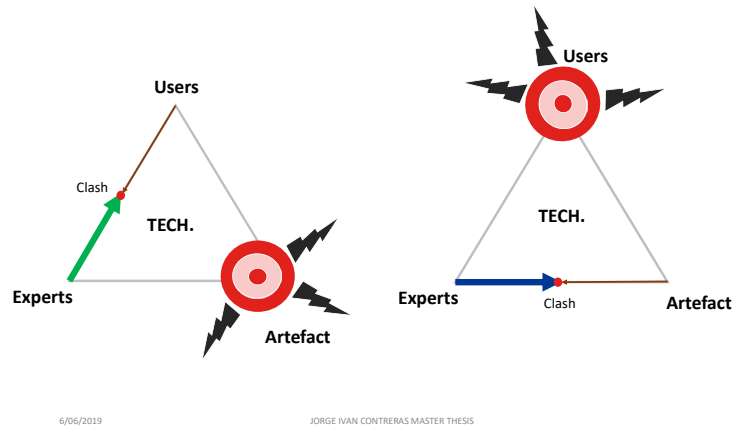 Users
Clash
TECH.
Experts
Artefact
Users
TECH.
Experts
Clash
Artefact
6/06/2019
JORGE IVAN CONTRERAS MASTER THESIS